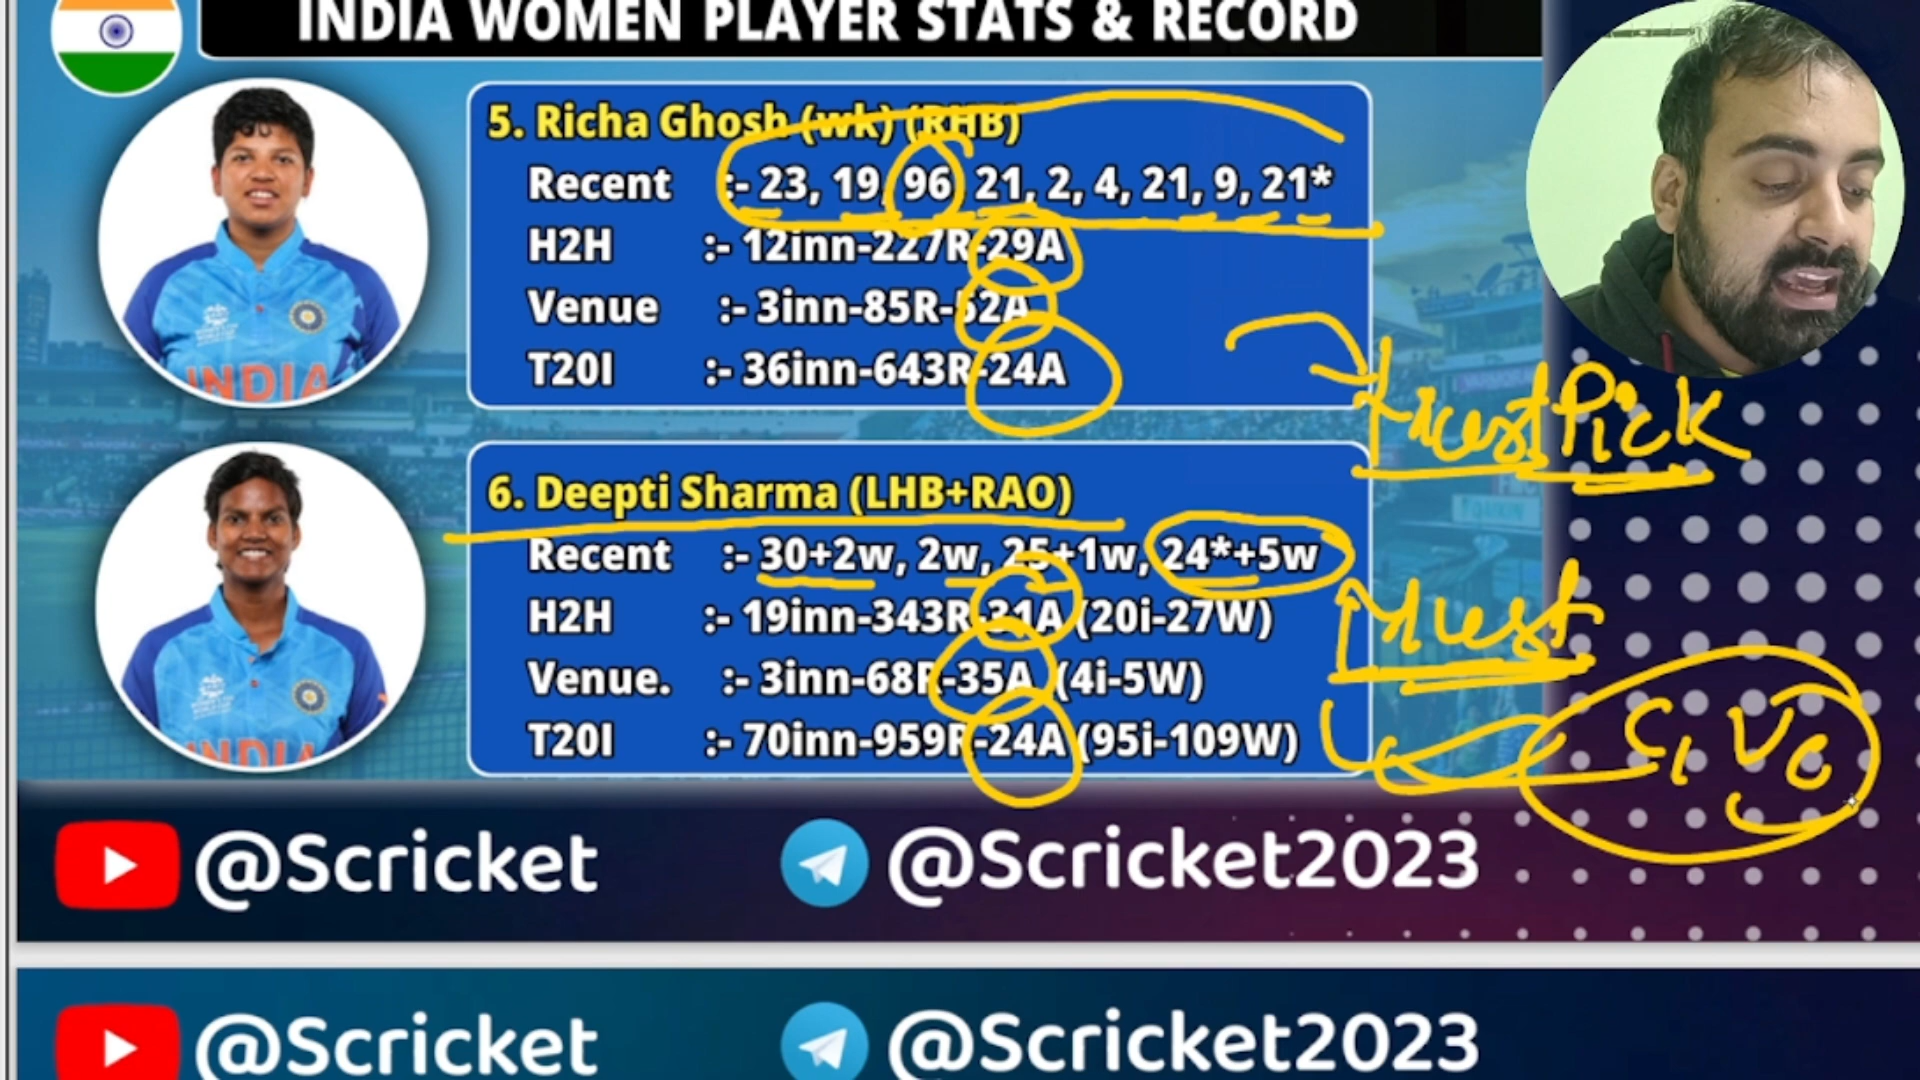 INDIA WOMEN PLAYER STATS & RECORD
5. Richa Ghosh (wk) (RHB)
Recent :- 23, 19, 96, 21, 2, 4, 21, 9, 21*
H2H :- 12inn-227R-29A
Venue :- 3inn-85R-52A
T20I :- 36inn-643R-24A
Trust Pick
6. Deepti Sharma (LHB+RAO)
Recent :- 30+2w, 2w, 25+1w, 24*+5w
H2H :- 19inn-343R-31A (20i-27W)
Must
Venue. :- 3inn-68R-35A (4i-5W)
T20I :- 70inn-959R-24A (95i-109W)
C, Vc
INDIA
INDIA
@Scricket @Scricket2023
@Scricket @Scricket2023